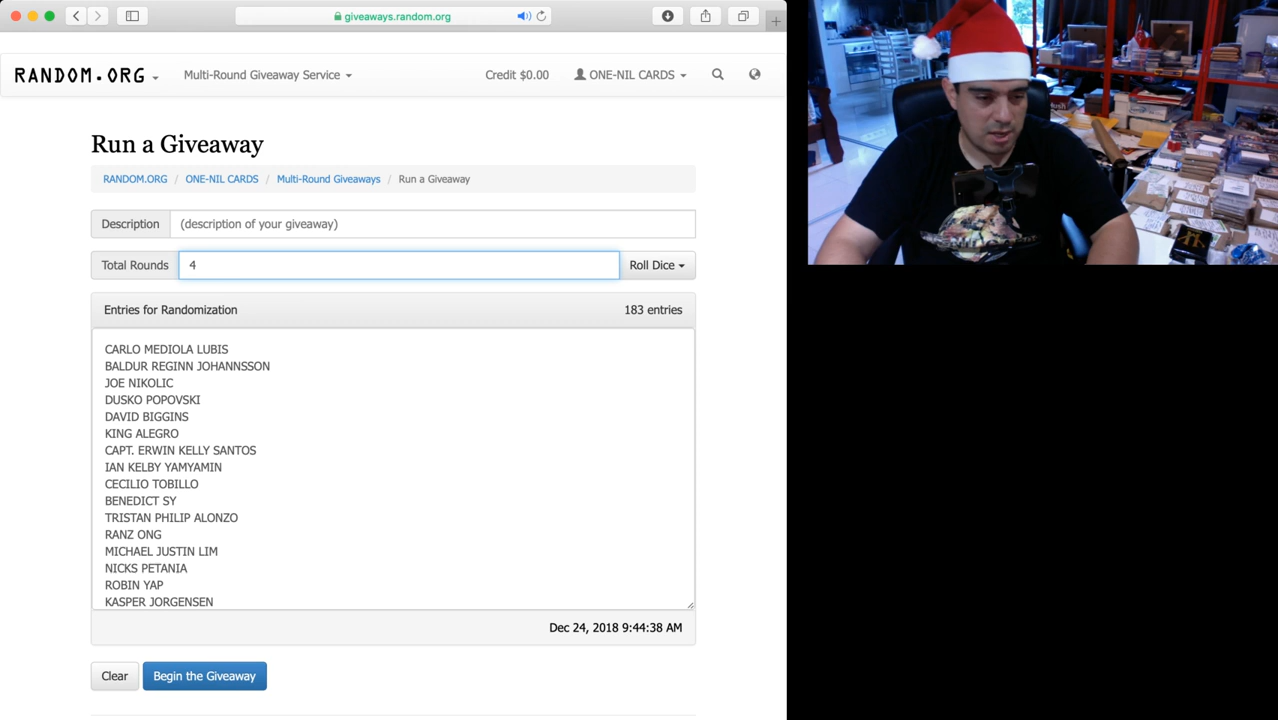 giveaways.random.org
RANDOM.ORG
Multi-Round Giveaway Service
Credit $0.00
ONE-NIL CARDS
Run a Giveaway
RANDOM.ORG / ONE-NIL CARDS / Multi-Round Giveaways / Run a Giveaway
Description (description of your giveaway)
Total Rounds 4 Roll Dice
Entries for Randomization 183 entries
CARLO MEDIOLA LUBIS
BALDUR REGINN JOHANNSSON
JOE NIKOLIC
DUSKO POPOVSKI
DAVID BIGGINS
KING ALEGRO
CAPT. ERWIN KELLY SANTOS
IAN KELBY YAMYAMIN
CECILIO TOBILLO
BENEDICT SY
TRISTAN PHILIP ALONZO
RANZ ONG
MICHAEL JUSTIN LIM
NICKS PETANIA
ROBIN YAP
KASPER JORGENSEN
Dec 24, 2018 9:44:38 AM
Clear Begin the Giveaway